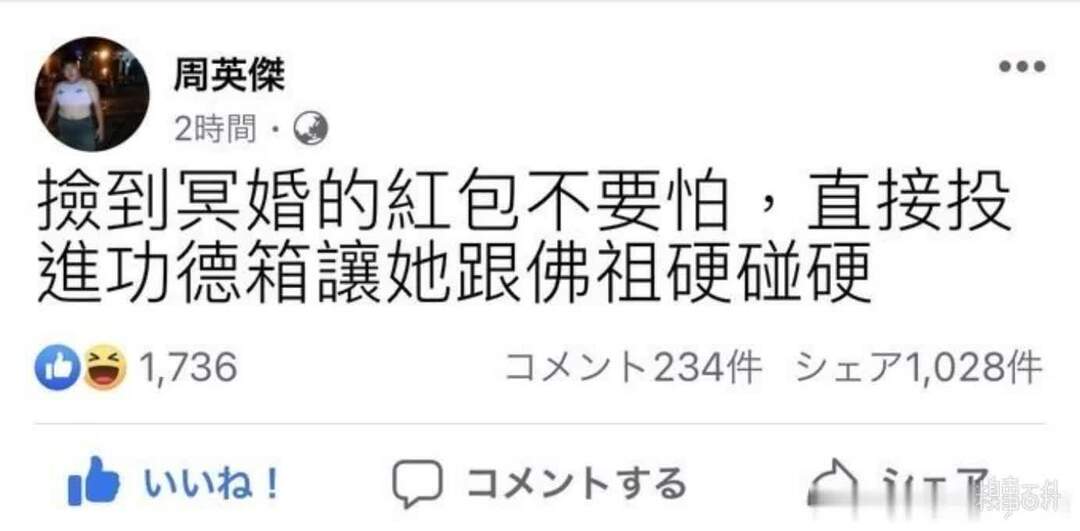 周英傑
2時間・
撿到冥婚的紅包不要怕，直接投
進功德箱讓她跟佛祖硬碰硬
1,736 コメント234件 シェア1,028件
いいね！ コメントする シェア